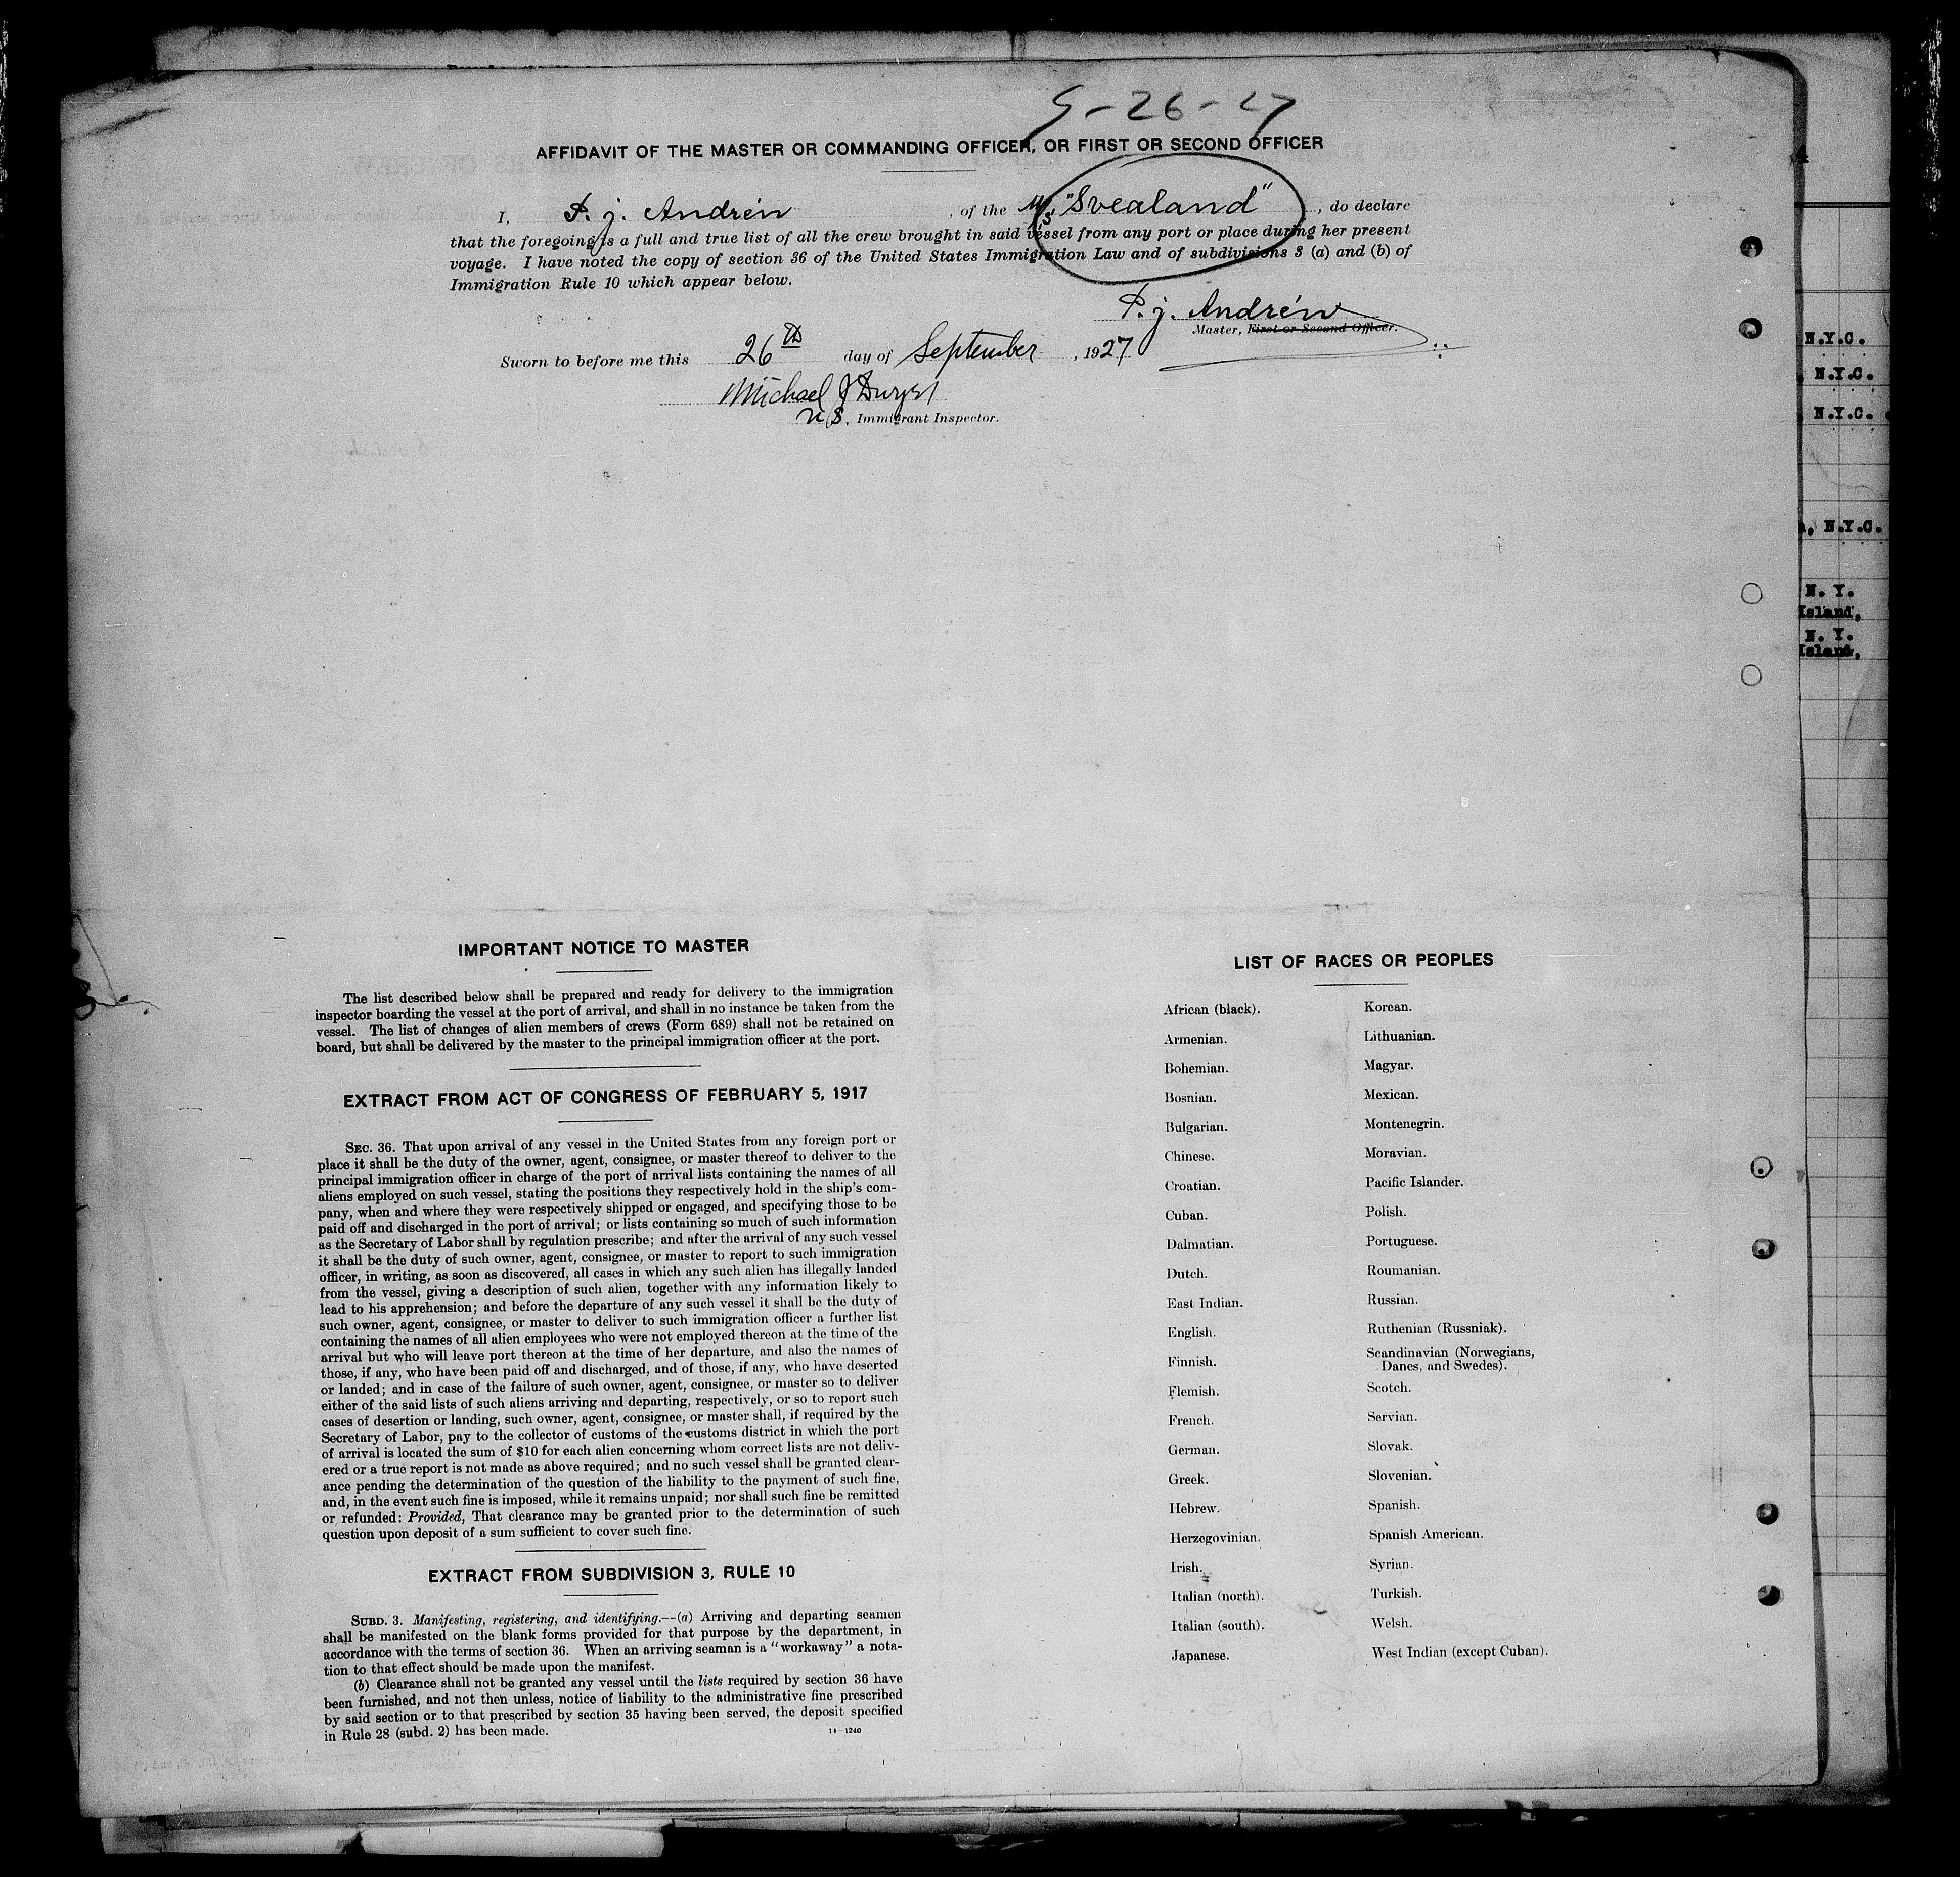 9-26-27
AFFIDAVIT OF THE MASTER OR COMMANDING OFFICER, OR FIRST OR SECOND OFFICER
I, P. J. Andrén, of the M/S "Svealand", do declare
that the foregoing is a full and true list of all the crew brought in said vessel from any port or place during her present
voyage. I have noted the copy of section 36 of the United States Immigration Law and of subdivisions 3 (a) and (b) of
Immigration Rule 10 which appear below.
P. J. Andrén
Master, First or Second Officer.
Sworn to before me this 26th day of September, 1927
Michael J
U.S. Immigrant Inspector.
IMPORTANT NOTICE TO MASTER
The list described below shall be prepared and ready for delivery to the immigration
inspector boarding the vessel at the port of arrival, and shall in no instance be taken from the
vessel. The list of changes of alien members of crews (Form 689) shall not be retained on
board, but shall be delivered by the master to the principal immigration officer at the port.
EXTRACT FROM ACT OF CONGRESS OF FEBRUARY 5, 1917
SEC. 36. That upon arrival of any vessel in the United States from any foreign port or
place it shall be the duty of the owner, agent, consignee, or master thereof to deliver to the
principal immigration officer in charge of the port of arrival lists containing the names of all
aliens employed on such vessel, stating the positions they respectively hold in the ship's com-
pany, when and where they were respectively shipped or engaged, and specifying those to be
paid off and discharged in the port of arrival; or lists containing so much of such information
as the Secretary of Labor shall by regulation prescribe; and after the arrival of any such vessel
it shall be the duty of such owner, agent, consignee, or master to report to such immigration
officer, in writing, as soon as discovered, all cases in which any such alien has illegally landed
from the vessel, giving a description of such alien, together with any information likely to
lead to his apprehension; and before the departure of any such vessel it shall be the duty of
such owner, agent, consignee, or master to deliver to such immigration officer a further list
containing the names of all alien employees who were not employed thereon at the time of the
arrival but who will leave port thereon at the time of her departure, and also the names of
those, if any, who have been paid off and discharged, and of those, if any, who have deserted
or landed; and in case of the failure of such owner, agent, consignee, or master so to deliver
either of the said lists of such aliens arriving and departing, respectively, or so to report such
cases of desertion or landing, such owner, agent, consignee, or master shall, if required by the
Secretary of Labor, pay to the collector of customs of the customs district in which the port
of arrival is located the sum of $10 for each alien concerning whom correct lists are not deliv-
ered or a true report is not made as above required; and no such vessel shall be granted clear-
ance pending the determination of the question of the liability to the payment of such fine,
and, in the event such fine is imposed, while it remains unpaid; nor shall such fine be remitted
or refunded: Provided, That clearance may be granted prior to the determination of such
question upon deposit of a sum sufficient to cover such fine.
EXTRACT FROM SUBDIVISION 3, RULE 10
SUBD. 3. Manifesting, registering, and identifying.--(a) Arriving and departing seamen
shall be manifested on the blank forms provided for that purpose by the department, in
accordance with the terms of section 36. When an arriving seaman is a "workaway" a nota-
tion to that effect should be made upon the manifest.
(b) Clearance shall not be granted any vessel until the lists required by section 36 have
been furnished, and not then unless, notice of liability to the administrative fine prescribed
by said section or to that prescribed by section 35 having been served, the deposit specified
in Rule 28 (subd. 2) has been made.
11—1240
LIST OF RACES OR PEOPLES
African (black).
Armenian.
Bohemian.
Bosnian.
Bulgarian.
Chinese.
Croatian.
Cuban.
Dalmatian.
Dutch.
East Indian.
English.
Finnish.
Flemish.
French.
German.
Greek.
Hebrew.
Herzegovinian.
Irish.
Italian (north).
Italian (south).
Japanese.
Korean.
Lithuanian.
Magyar.
Mexican.
Montenegrin.
Moravian.
Pacific Islander.
Polish.
Portuguese.
Roumanian.
Russian.
Ruthenian (Russniak).
Scandinavian (Norwegians,
Danes, and Swedes).
Scotch.
Servian.
Slovak.
Slovenian.
Spanish.
Spanish American.
Syrian.
Turkish.
Welsh.
West Indian (except Cuban).
N.Y.C.
N.Y.C.
N.Y.C.
N.Y.C.
N. Y.
Island,
N. Y.
Island,